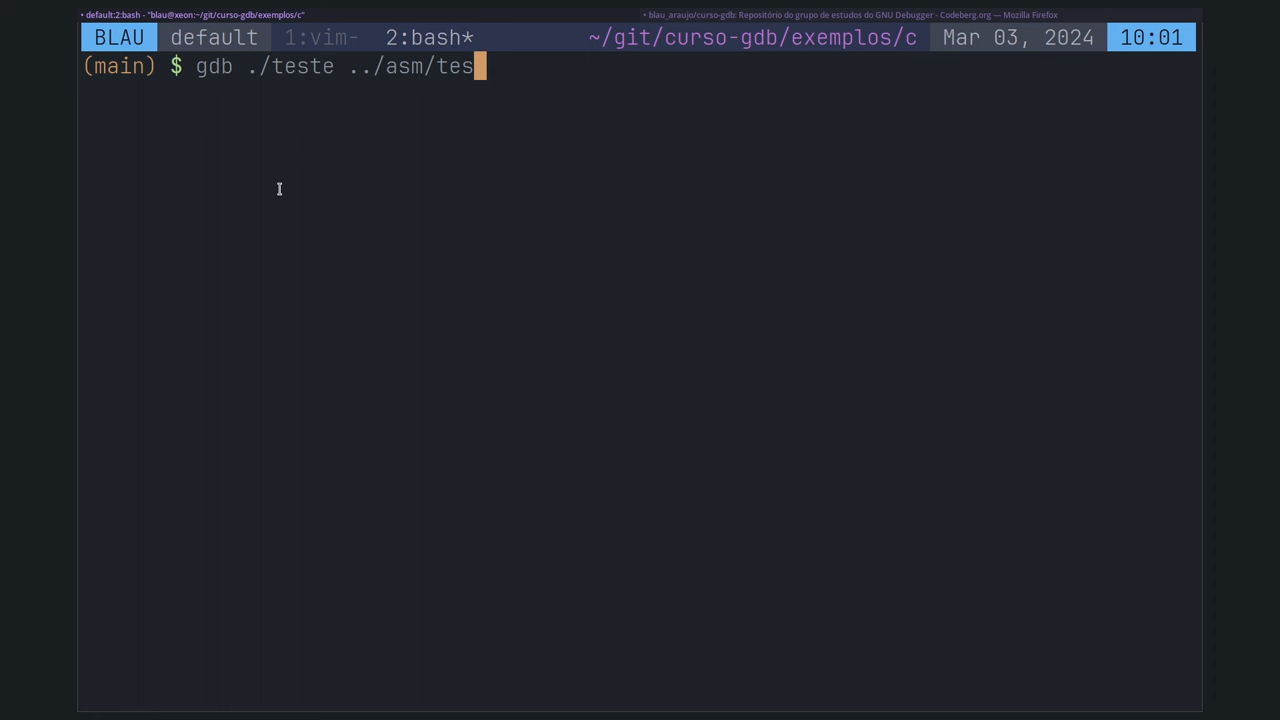 • default:2:bash - "blau@xeon:~/git/curso-gdb/exemplos/c"
• blau_araujo/curso-gdb: Repositório do grupo de estudos do GNU Debugger - Codeberg.org — Mozilla Firefox
BLAU default 1:vim- 2:bash* ~/git/curso-gdb/exemplos/c Mar 03, 2024 10:01
(main) $ gdb ./teste ../asm/tes